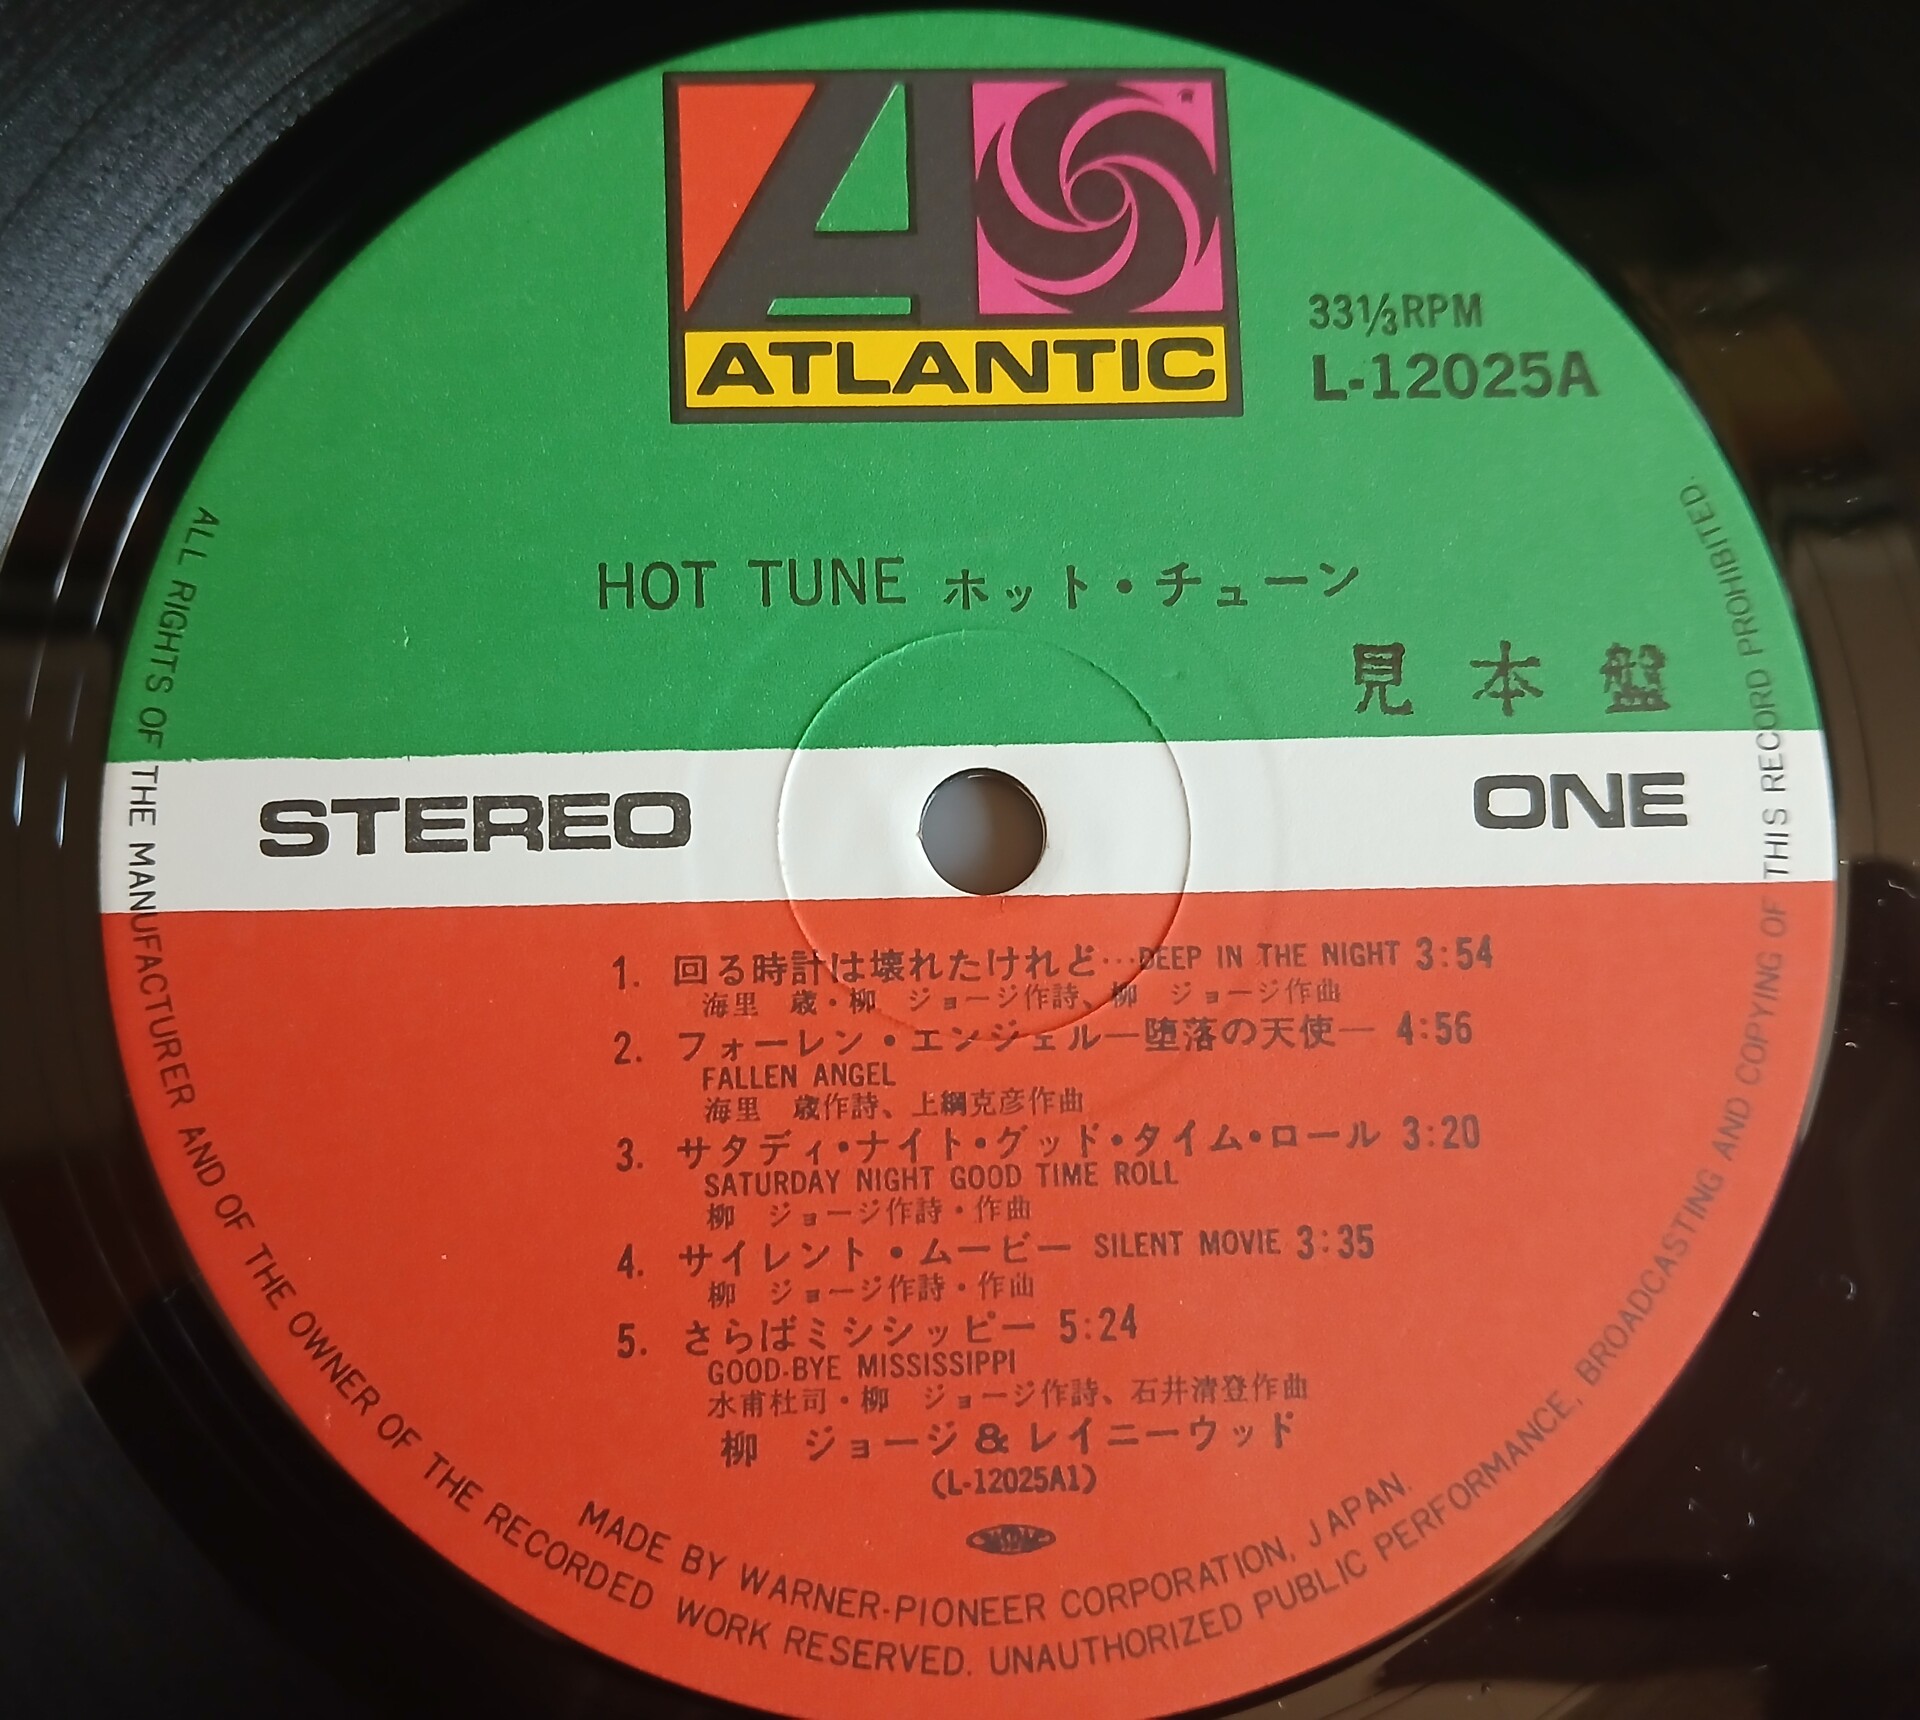 ATLANTIC
33⅓RPM
L-12025A
HOT TUNE ホット・チューン
見本盤
STEREO
ONE
1. 回る時計は壊れたけれど…DEEP IN THE NIGHT 3:54
海里 歳・柳 ジョージ作詩、柳 ジョージ作曲
2. フォーレン・エンジェル―堕落の天使― 4:56
FALLEN ANGEL
海里 歳作詩、上綱克彦作曲
3. サタディ・ナイト・グッド・タイム・ロール 3:20
SATURDAY NIGHT GOOD TIME ROLL
柳 ジョージ作詩・作曲
4. サイレント・ムービー SILENT MOVIE 3:35
柳 ジョージ作詩・作曲
5. さらばミシシッピー 5:24
GOOD-BYE MISSISSIPPI
水甫杜司・柳 ジョージ作詩、石井清登作曲
柳 ジョージ&レイニーウッド
(L-12025A1)
MADE BY WARNER-PIONEER CORPORATION, JAPAN.
ALL RIGHTS OF THE MANUFACTURER AND OF THE OWNER OF THE RECORDED WORK RESERVED. UNAUTHORIZED PUBLIC PERFORMANCE, BROADCASTING AND COPYING OF THIS RECORD PROHIBITED.